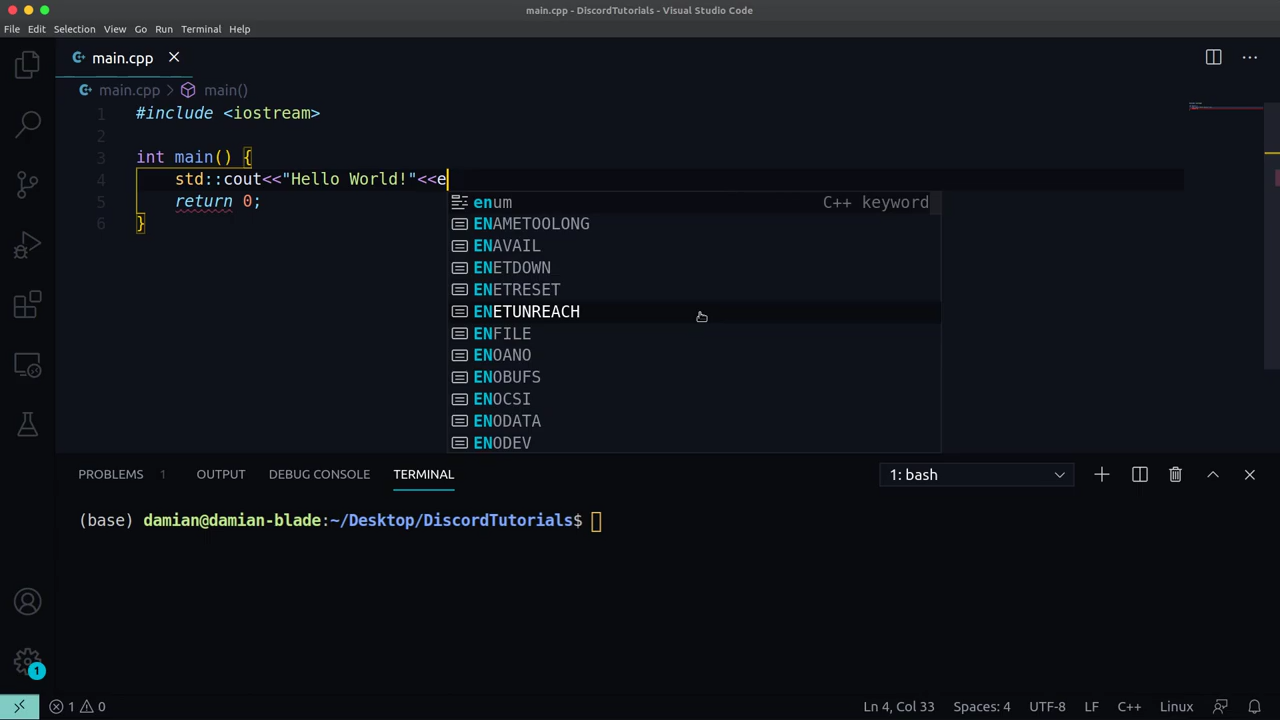 main.cpp - DiscordTutorials - Visual Studio Code
File Edit Selection View Go Run Terminal Help
main.cpp
main.cpp > main()
1 #include <iostream>
2
3 int main() {
4 std::cout<<"Hello World!"<<e
5 return 0;
6 }
enum C++ keyword
ENAMETOOLONG
ENAVAIL
ENETDOWN
ENETRESET
ENETUNREACH
ENFILE
ENOANO
ENOBUFS
ENOCSI
ENODATA
ENODEV
PROBLEMS 1 OUTPUT DEBUG CONSOLE TERMINAL 1: bash
(base) damian@damian-blade:~/Desktop/DiscordTutorials$
1
1 0 Ln 4, Col 33 Spaces: 4 UTF-8 LF C++ Linux